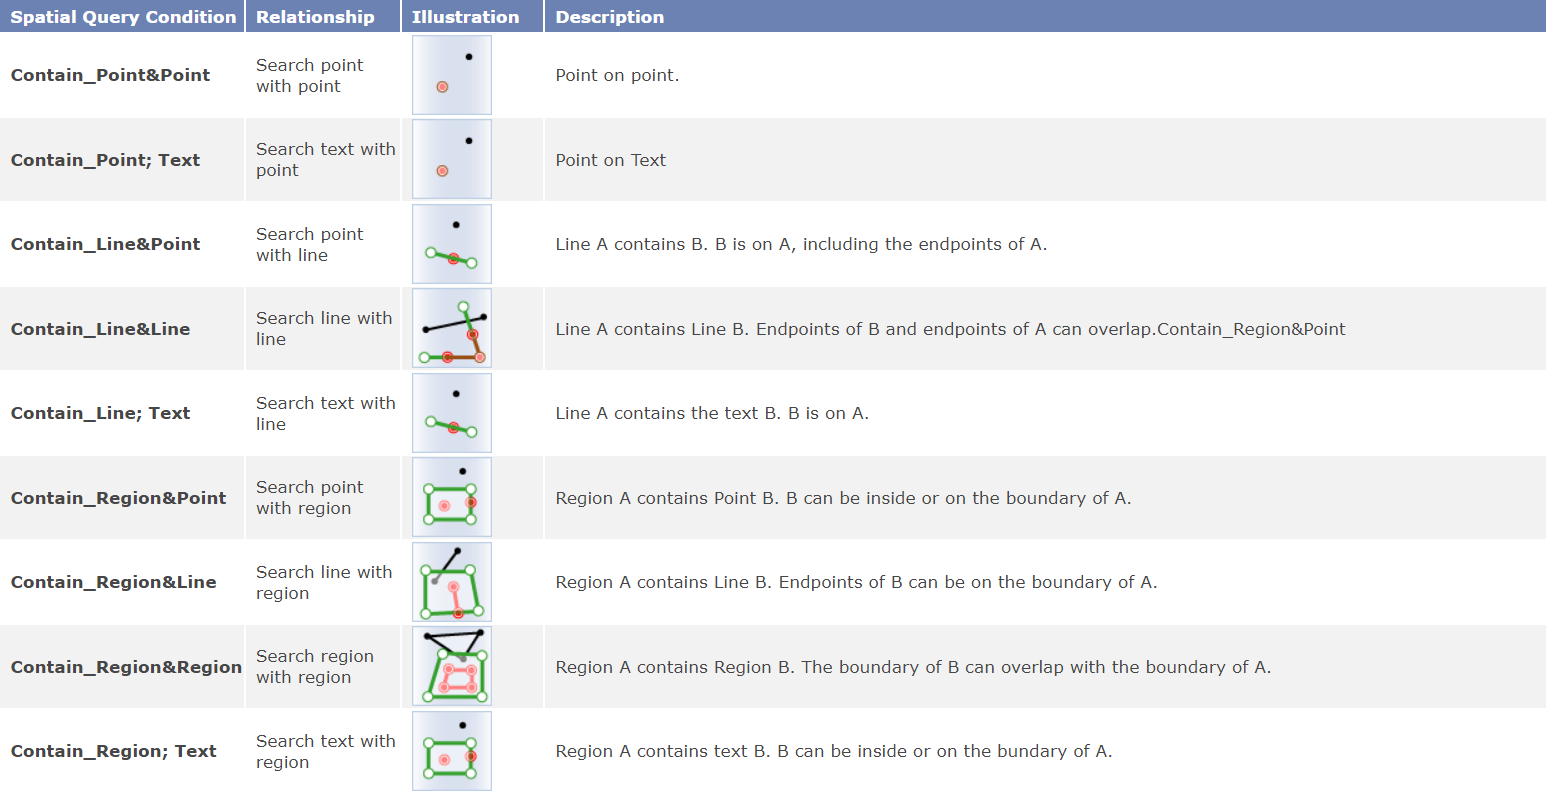 Spatial Query Condition Relationship Illustration Description
Contain_Point&Point
Search point
with point
Point on point.
Contain_Point; Text
Search text with
point
Point on Text
Contain_Line&Point
Search point
with line
Line A contains B. B is on A, including the endpoints of A.
Contain_Line&Line
Search line with
line
Line A contains Line B. Endpoints of B and endpoints of A can overlap.Contain_Region&Point
Contain_Line; Text
Search text with
line
Line A contains the text B. B is on A.
Contain_Region&Point
Search point
with region
Region A contains Point B. B can be inside or on the boundary of A.
Contain_Region&Line
Search line with
region
Region A contains Line B. Endpoints of B can be on the boundary of A.
Contain_Region&Region
Search region
with region
Region A contains Region B. The boundary of B can overlap with the boundary of A.
Contain_Region; Text
Search text with
region
Region A contains text B. B can be inside or on the bundary of A.